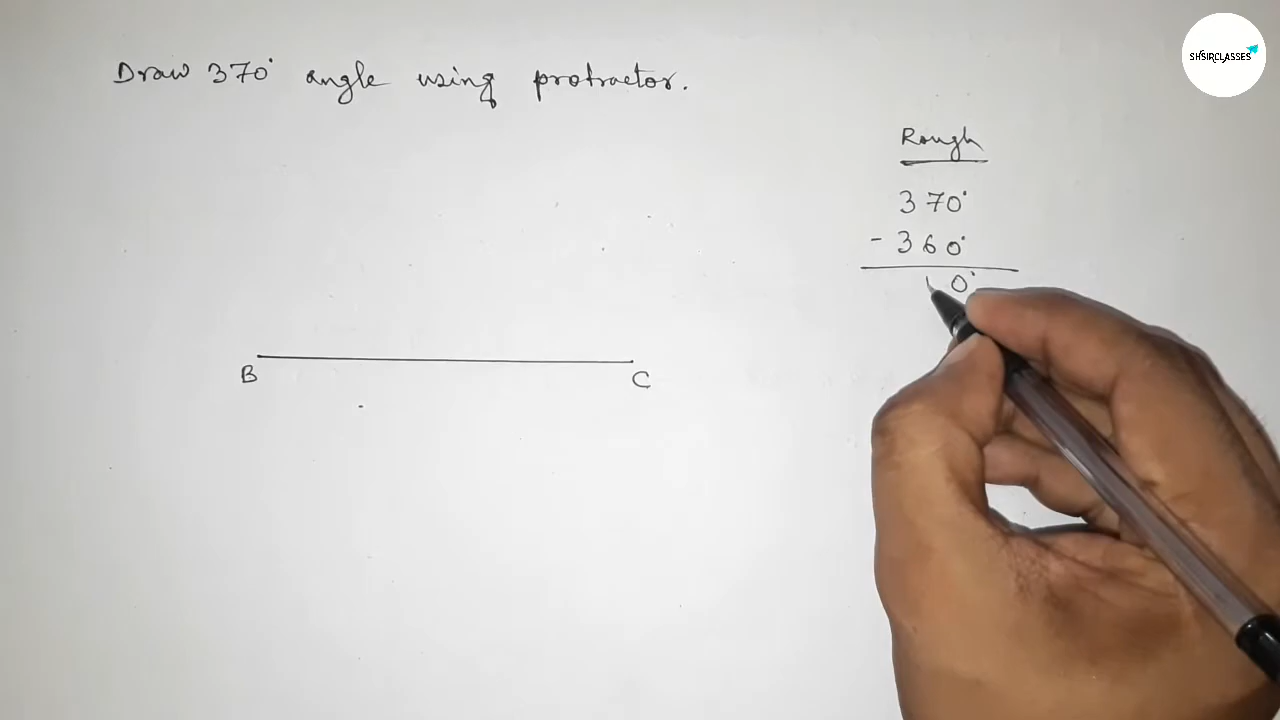 Draw 370° angle using protractor.
SHSIRCLASSES
Rough
370°
- 360°
10°
B
C